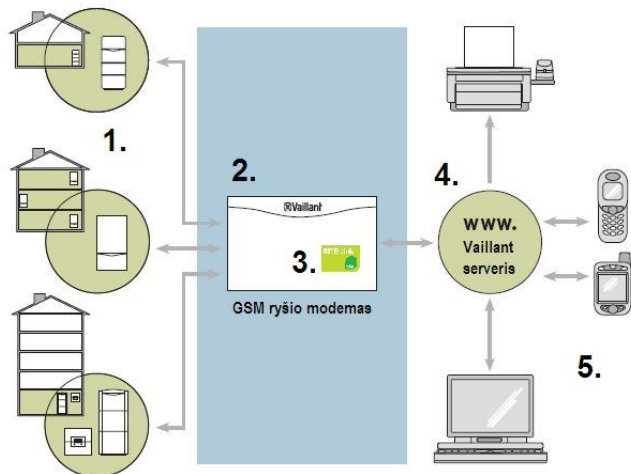 1.
2.
Vaillant
3.
GSM ryšio modemas
4.
www.
Vaillant
serveris
5.